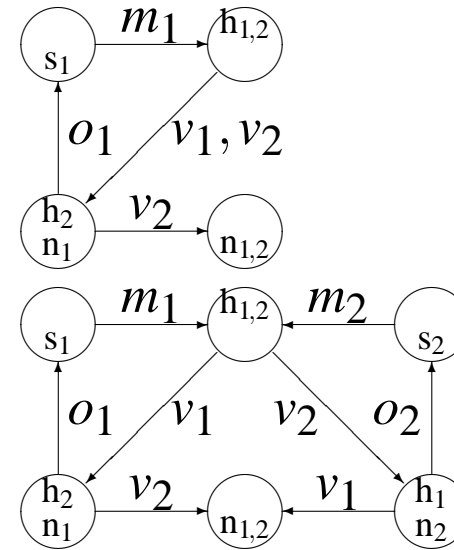 m₁ h₁,₂
s₁
o₁ v₁, v₂
h₂ v₂
n₁ n₁,₂
m₁ h₁,₂ m₂
s₁ s₂
o₁ v₁ v₂ o₂
h₂ v₂ v₁ h₁
n₁ n₁,₂ n₂